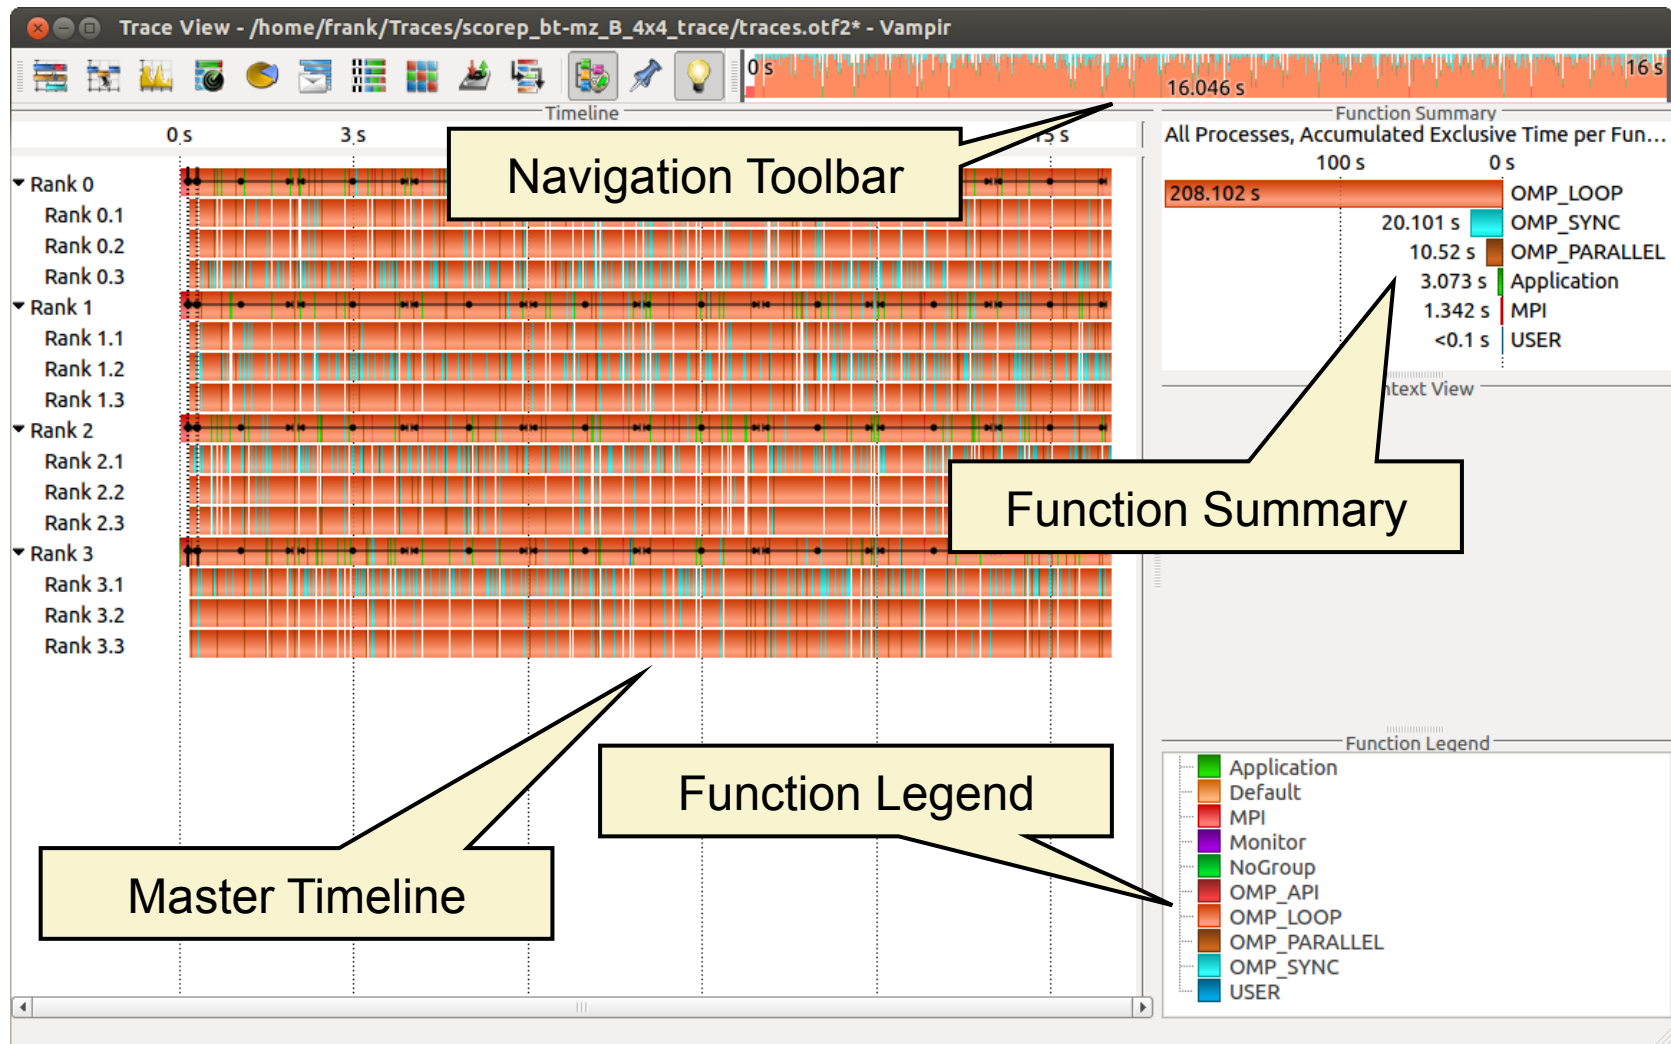 Trace View - /home/frank/Traces/scorep_bt-mz_B_4x4_trace/traces.otf2* - Vampir
0 s
16 s
16.046 s
Timeline
0 s
3 s
15 s
Navigation Toolbar
Rank 0
Rank 0.1
Rank 0.2
Rank 0.3
Rank 1
Rank 1.1
Rank 1.2
Rank 1.3
Rank 2
Rank 2.1
Rank 2.2
Rank 2.3
Rank 3
Rank 3.1
Rank 3.2
Rank 3.3
Master Timeline
Function Summary
All Processes, Accumulated Exclusive Time per Fun...
100 s
0 s
208.102 s OMP_LOOP
20.101 s OMP_SYNC
10.52 s OMP_PARALLEL
3.073 s Application
1.342 s MPI
<0.1 s USER
View
Function Summary
Function Legend
Function Legend
Application
Default
MPI
Monitor
NoGroup
OMP_API
OMP_LOOP
OMP_PARALLEL
OMP_SYNC
USER